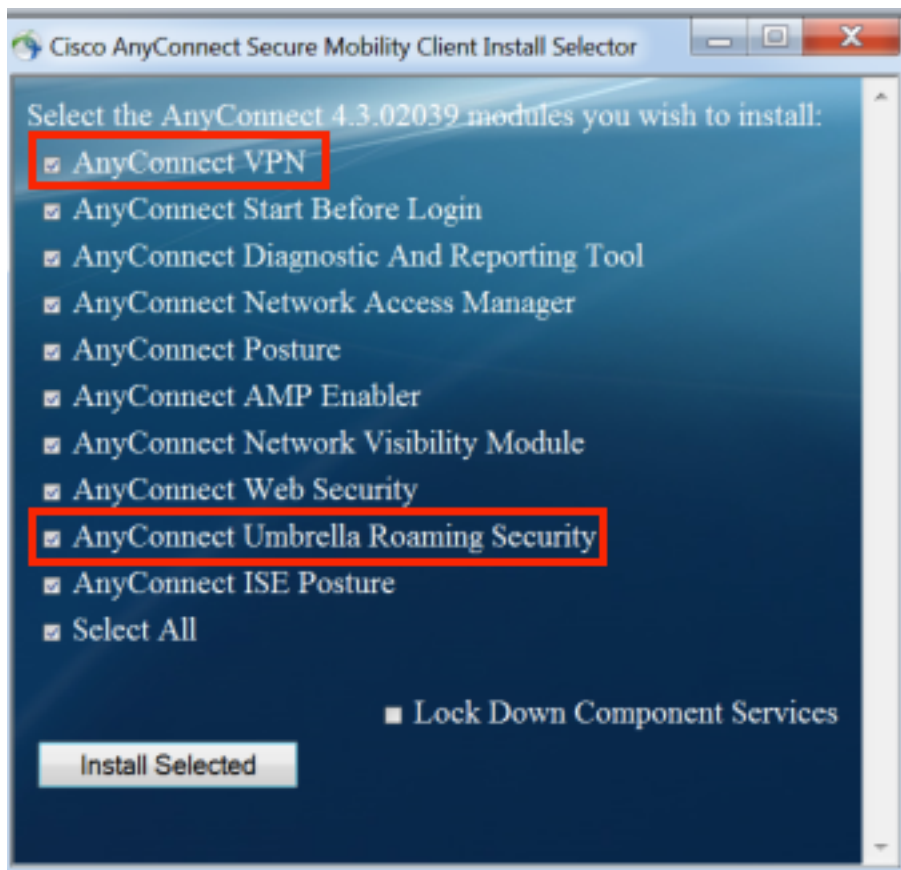 Cisco AnyConnect Secure Mobility Client Install Selector
Select the AnyConnect 4.3.02039 modules you wish to install:
AnyConnect VPN
AnyConnect Start Before Login
AnyConnect Diagnostic And Reporting Tool
AnyConnect Network Access Manager
AnyConnect Posture
AnyConnect AMP Enabler
AnyConnect Network Visibility Module
AnyConnect Web Security
AnyConnect Umbrella Roaming Security
AnyConnect ISE Posture
Select All
Lock Down Component Services
Install Selected